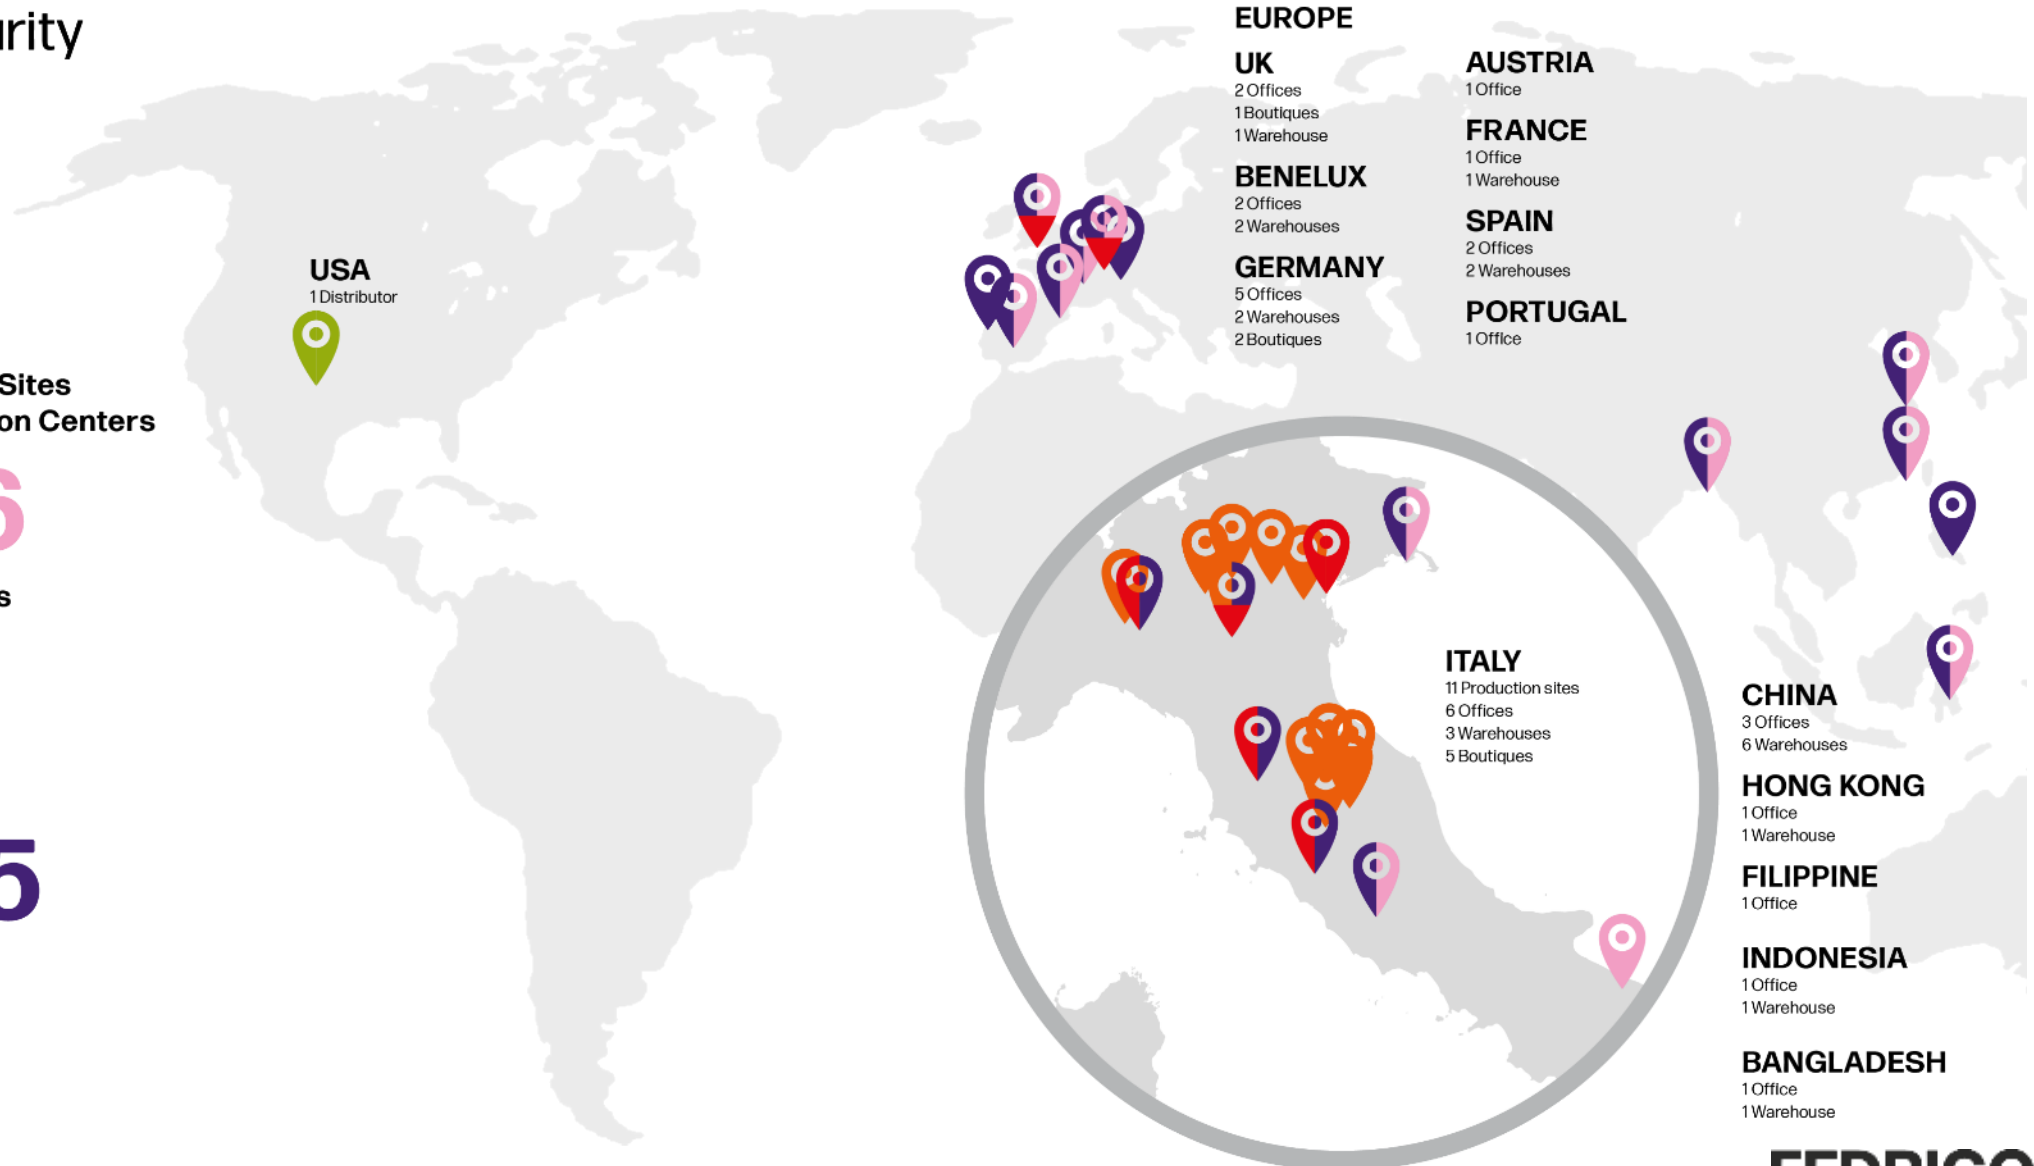 urity
Sites
on Centers
6
s
5
USA
1 Distributor
EUROPE
UK
2 Offices
1 Boutiques
1 Warehouse
BENELUX
2 Offices
2 Warehouses
GERMANY
5 Offices
2 Warehouses
2 Boutiques
AUSTRIA
1 Office
FRANCE
1 Office
1 Warehouse
SPAIN
2 Offices
2 Warehouses
PORTUGAL
1 Office
ITALY
11 Production sites
6 Offices
3 Warehouses
5 Boutiques
CHINA
3 Offices
6 Warehouses
HONG KONG
1 Office
1 Warehouse
FILIPPINE
1 Office
INDONESIA
1 Office
1 Warehouse
BANGLADESH
1 Office
1 Warehouse